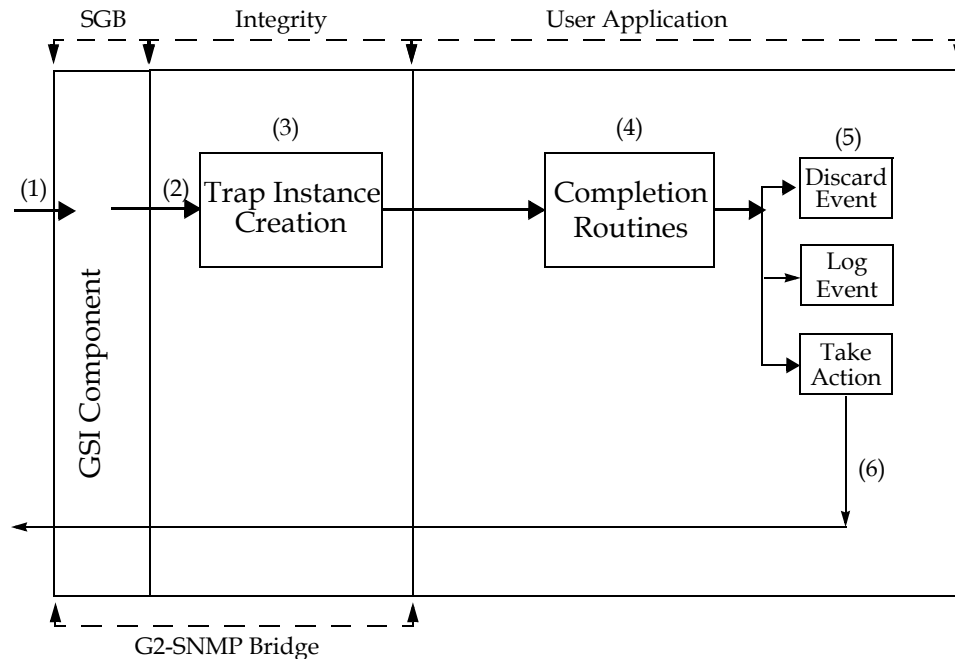 SGB
Integrity
User Application
(1)
(2)
(3)
Trap Instance
Creation
(4)
Completion
Routines
(5)
Discard
Event
Log
Event
Take
Action
(6)
GSI Component
G2-SNMP Bridge